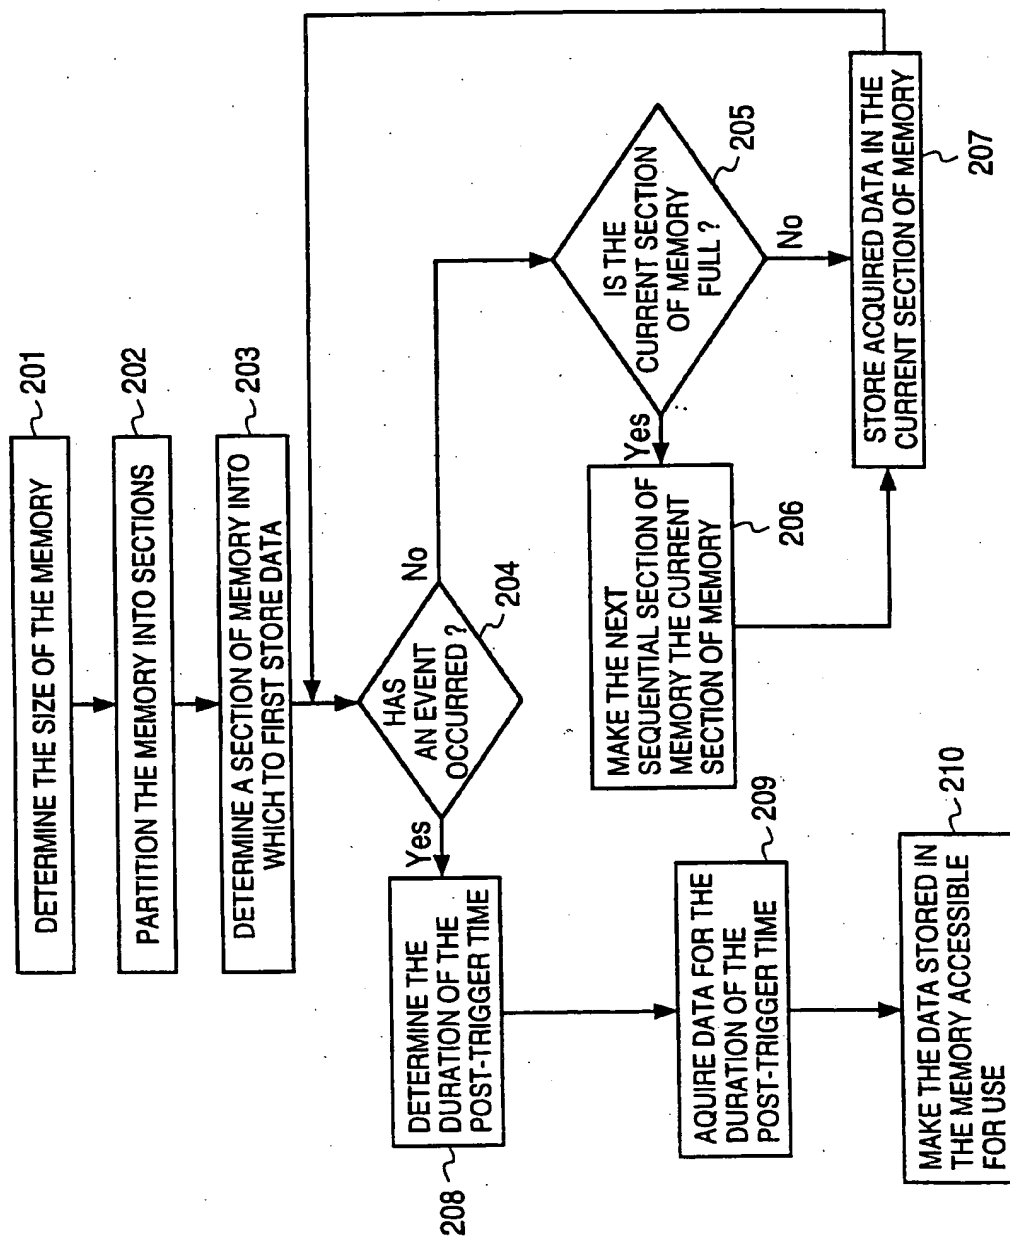 201
DETERMINE THE SIZE OF THE MEMORY
202
PARTITION THE MEMORY INTO SECTIONS
203
DETERMINE A SECTION OF MEMORY INTO
WHICH TO FIRST STORE DATA
HAS
AN EVENT
OCCURRED ?
204
Yes
No
IS THE
CURRENT SECTION
OF MEMORY
FULL ?
205
Yes
No
MAKE THE NEXT
SEQUENTIAL SECTION OF
MEMORY THE CURRENT
SECTION OF MEMORY
206
STORE ACQUIRED DATA IN THE
CURRENT SECTION OF MEMORY
207
DETERMINE THE
DURATION OF THE
POST-TRIGGER TIME
208
AQUIRE DATA FOR THE
DURATION OF THE
POST-TRIGGER TIME
209
MAKE THE DATA STORED IN
THE MEMORY ACCESSIBLE
FOR USE
210